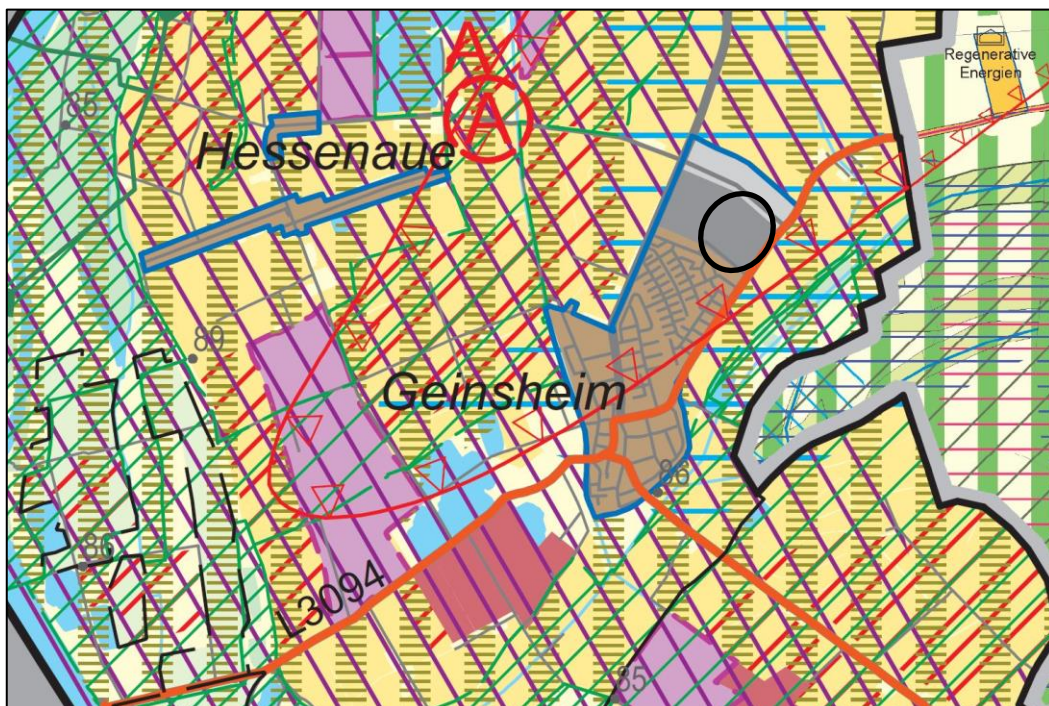 A
Regenerative
Energien
85
A
Hessenaue
89
Geinsheim
86
86
L3094
85